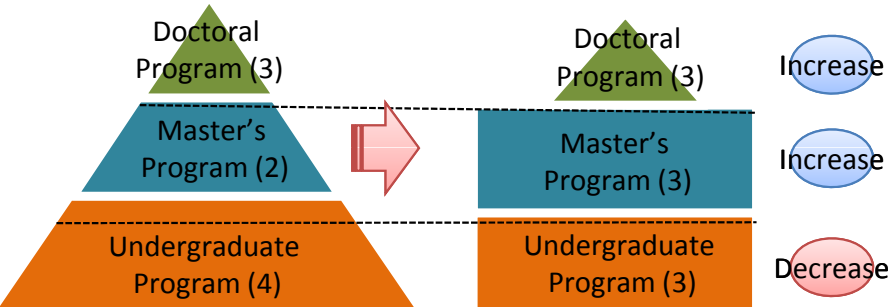 Doctoral
Program (3)
Master's
Program (2)
Undergraduate
Program (4)
Doctoral
Program (3)
Master's
Program (3)
Undergraduate
Program (3)
Increase
Increase
Decrease